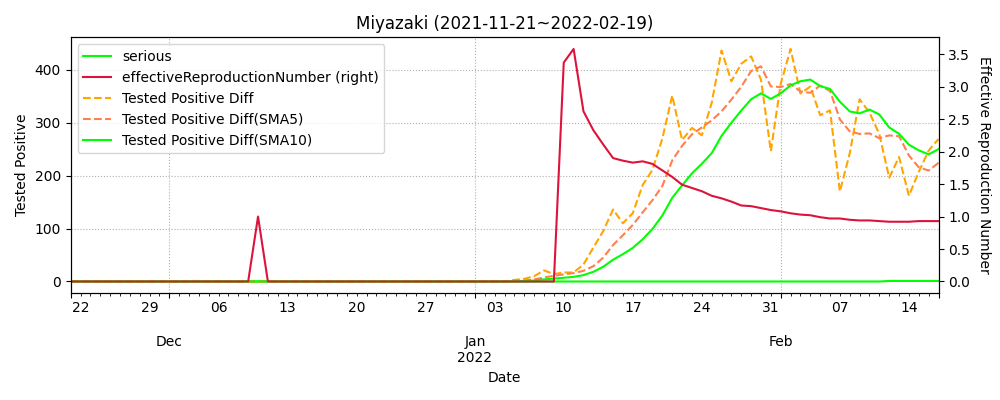 Miyazaki (2021-11-21~2022-02-19)
serious
effectiveReproductionNumber (right)
Tested Positive Diff
Tested Positive Diff(SMA5)
Tested Positive Diff(SMA10)
Tested Positive
400
300
200
100
0
Effective Reproduction Number
3.5
3.0
2.5
2.0
1.5
1.0
0.5
0.0
22 29 06 13 20 27 03 10 17 24 31 07 14
Dec Jan Feb
2022
Date